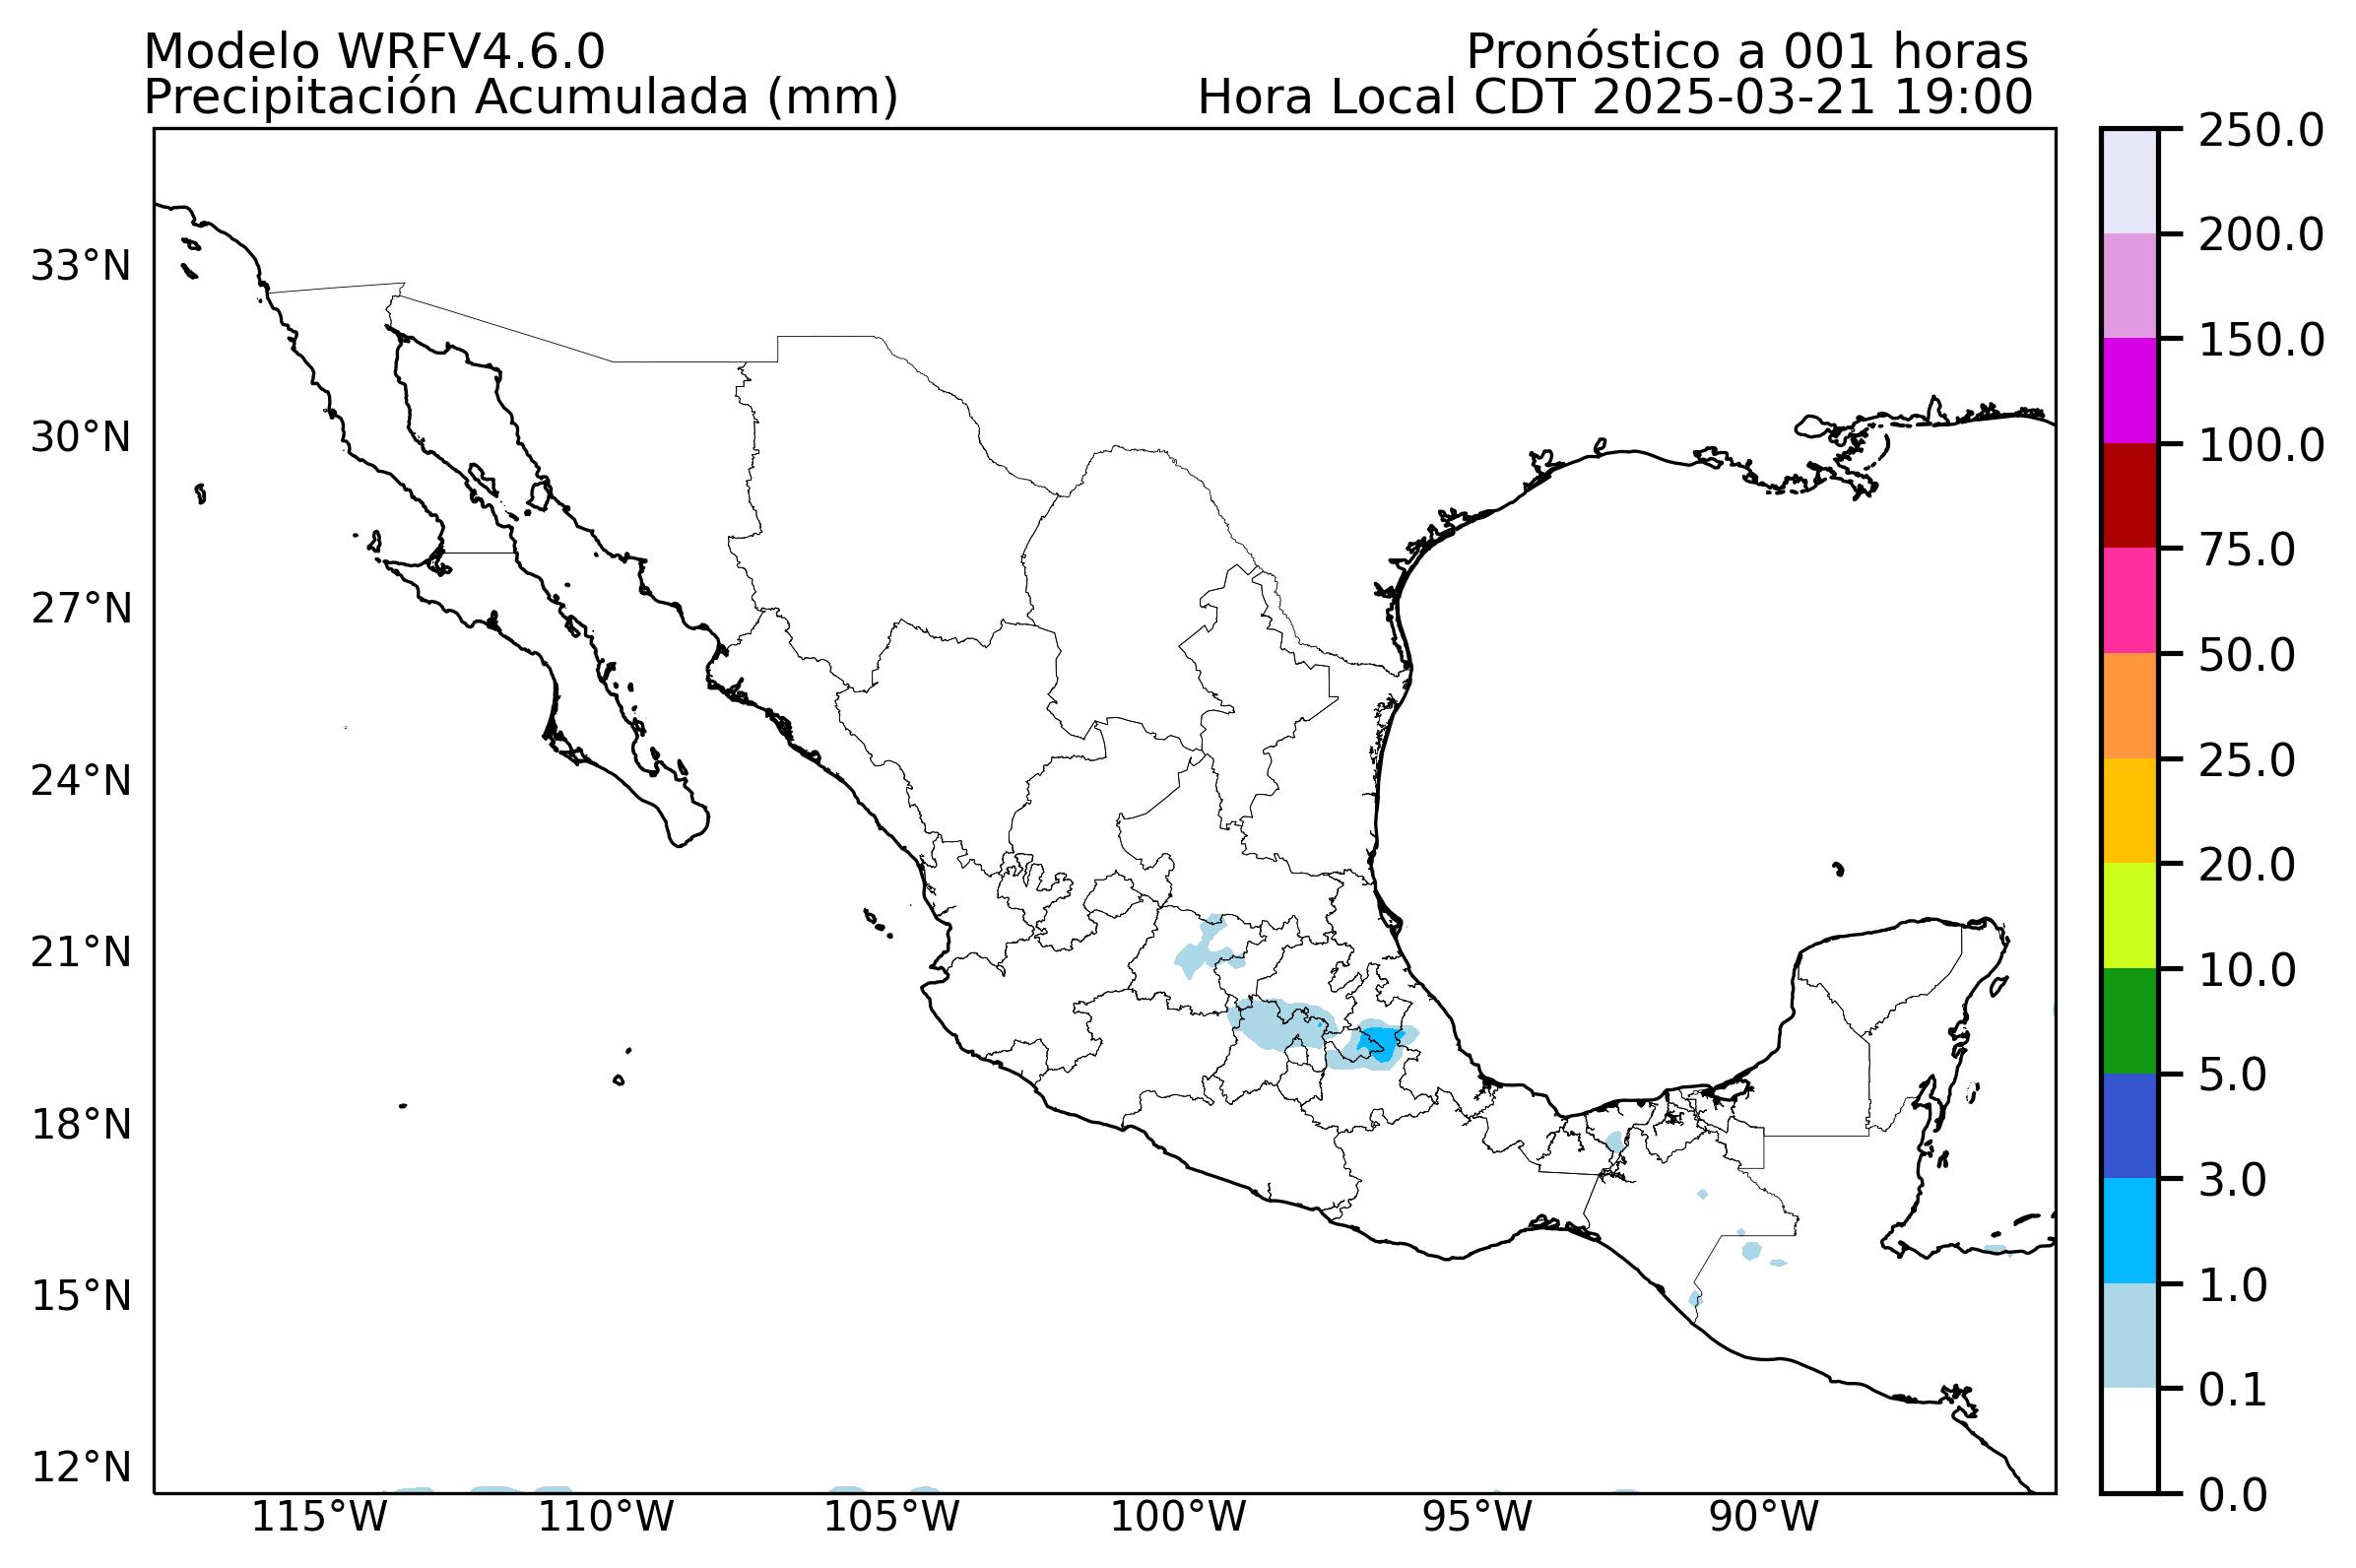 Modelo WRFV4.6.0
Pronóstico a 001 horas
Precipitación Acumulada (mm)
Hora Local CDT 2025-03-21 19:00
33°N
30°N
27°N
24°N
21°N
18°N
15°N
12°N
115°W
110°W
105°W
100°W
95°W
90°W
250.0
200.0
150.0
100.0
75.0
50.0
25.0
20.0
10.0
5.0
3.0
1.0
0.1
0.0